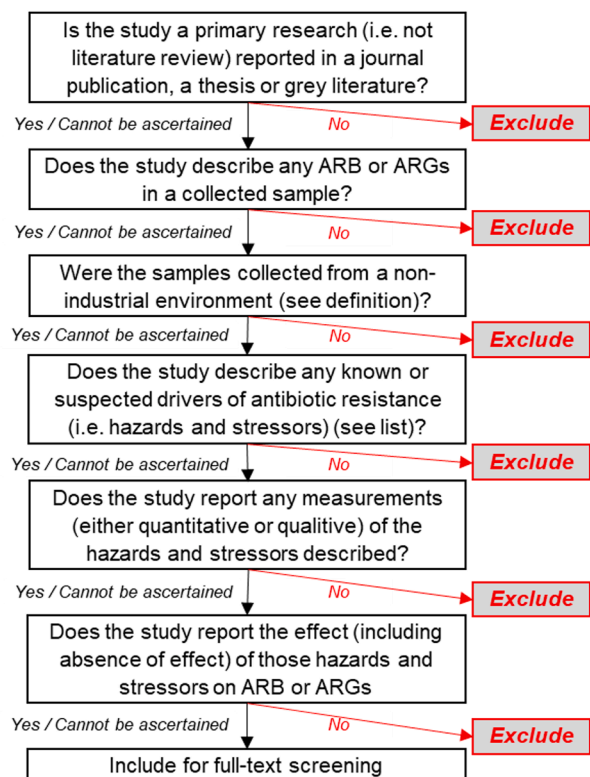 Is the study a primary research (i.e. not
literature review) reported in a journal
publication, a thesis or grey literature?
Yes / Cannot be ascertained
No
Exclude
Does the study describe any ARB or ARGs
in a collected sample?
Yes / Cannot be ascertained
No
Exclude
Were the samples collected from a non-
industrial environment (see definition)?
Yes / Cannot be ascertained
No
Exclude
Does the study describe any known or
suspected drivers of antibiotic resistance
(i.e. hazards and stressors) (see list)?
Yes / Cannot be ascertained
No
Exclude
Does the study report any measurements
(either quantitative or qualitive) of the
hazards and stressors described?
Yes / Cannot be ascertained
No
Exclude
Does the study report the effect (including
absence of effect) of those hazards and
stressors on ARB or ARGs
Yes / Cannot be ascertained
No
Exclude
Include for full-text screening